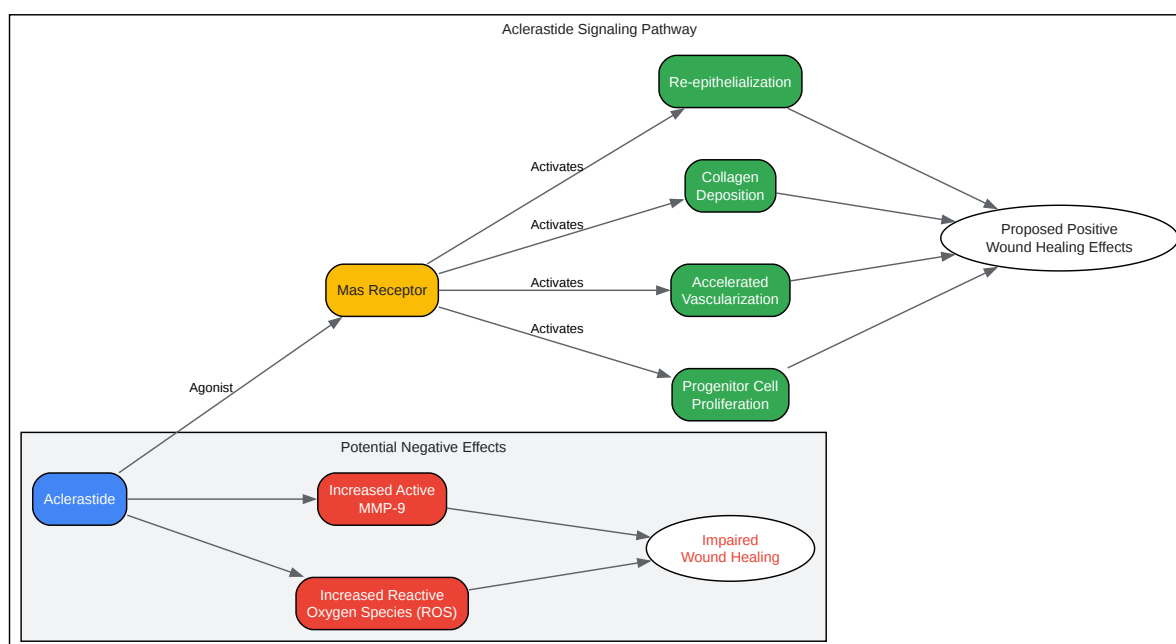 Aclerastide Signaling Pathway
Re-epithelialization
Activates
Collagen
Deposition
Activates
Proposed Positive
Wound Healing Effects
Mas Receptor
Activates
Accelerated
Vascularization
Activates
Progenitor Cell
Proliferation
Agonist
Potential Negative Effects
Aclerastide
Increased Active
MMP-9
Impaired
Wound Healing
Increased Reactive
Oxygen Species (ROS)